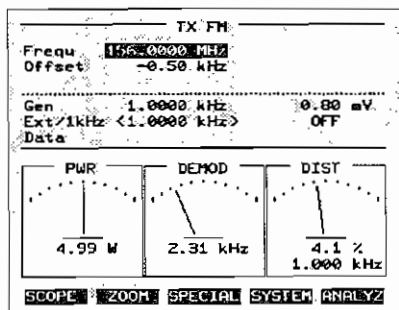 TX FM
Frequ 156.0000 MHz
Offset -0.50 kHz
Gen 1.0000 kHz 0.80 mV
Ext/1kHz <1.0000 kHz> OFF
Data
PWR DEMOD DIST
4.99 W 2.31 kHz 4.1 %
1.000 kHz
SCOPE ZOOM SPECIAL SYSTEM ANALYZ